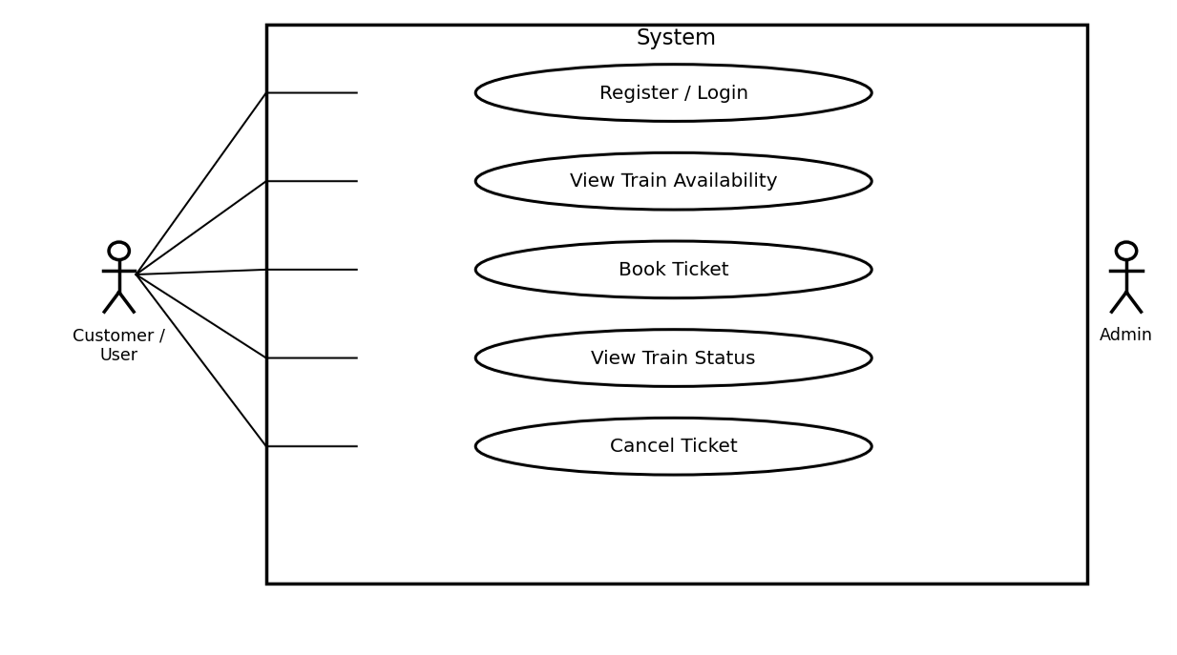 System
Register / Login
View Train Availability
Book Ticket
Customer /
User
Admin
View Train Status
Cancel Ticket